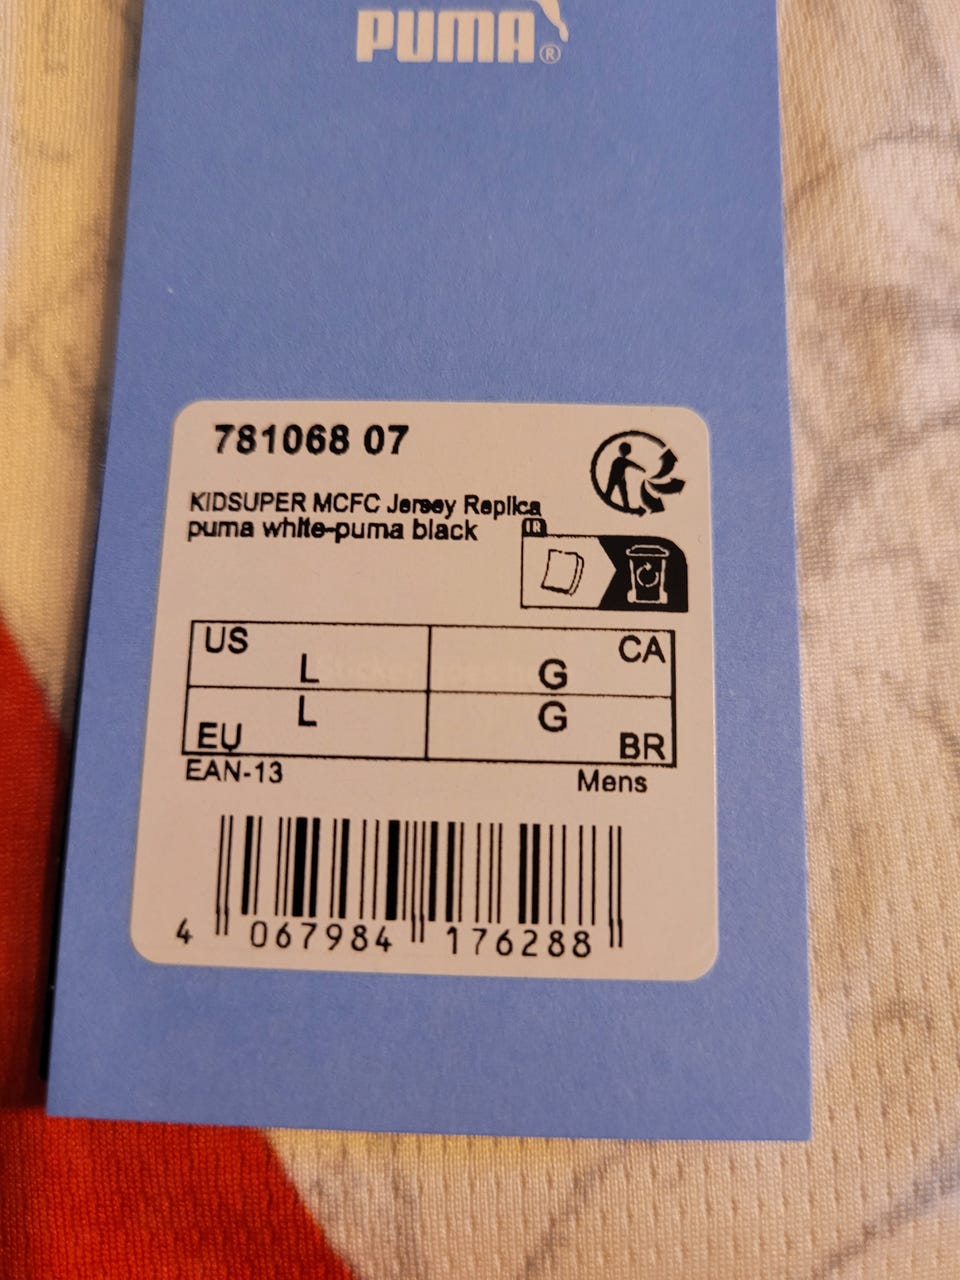 PUMA®
781068 07
KIDSUPER MCFC Jersey Replica
puma white-puma black
US L G CA
EU L G BR
EAN-13 Mens
4 067984 176288